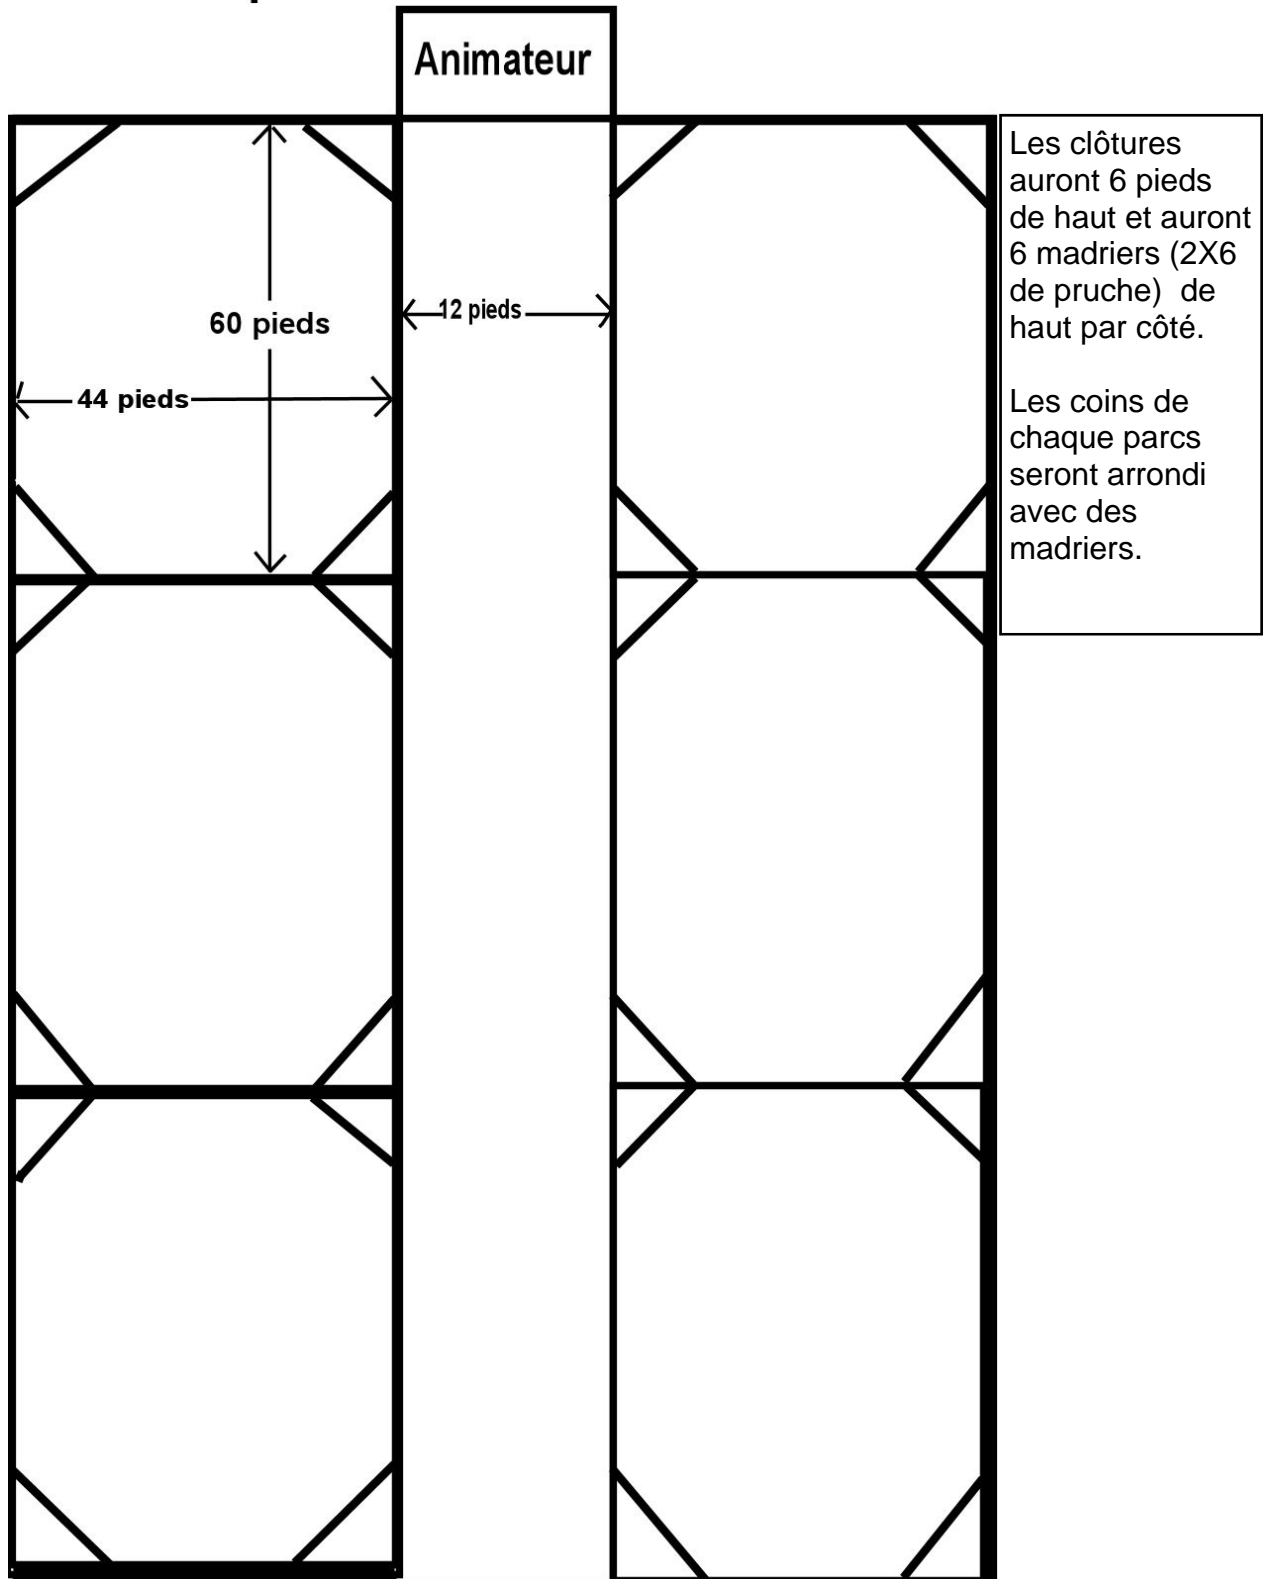 Animateur
60 pieds
12 pieds
44 pieds
Les clôtures
auront 6 pieds
de haut et auront
6 madriers (2X6
de pruche)  de
haut par côté.
Les coins de
chaque parcs
seront arrondi
avec des
madriers.